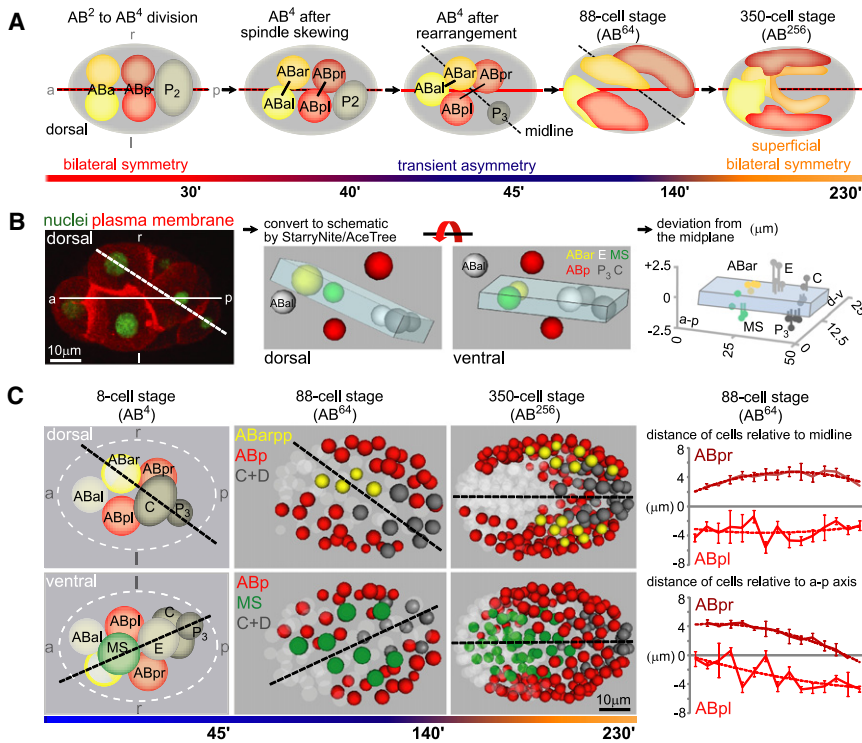 A
AB2 to AB4 division
r
a
ABa
ABp
P2
p
dorsal
l
AB4 after
spindle skewing
ABar
ABpr
ABal
ABpl
P2
AB4 after
rearrangement
ABar
ABpr
ABal
ABpl
P3
midline
88-cell stage
(AB64)
350-cell stage
(AB256)
bilateral symmetry
transient asymmetry
superficial
bilateral symmetry
30'
40'
45'
140'
230'
B
nuclei plasma membrane
dorsal
r
a
p
l
10μm
convert to schematic
by StarryNite/AceTree
ABal
dorsal
ABal
ABar E MS
ABp P3 C
ventral
deviation from
the midplane (μm)
+2.5
0
-2.5
ABar
E
C
MS
P3
a-p
d-v
0
25
50
0
12.5
25
C
8-cell stage
(AB4)
88-cell stage
(AB64)
350-cell stage
(AB256)
88-cell stage
(AB64)
dorsal
r
ABar
ABpr
ABal
a
p
ABpl
C
P3
l
ABarpp
ABp
C+D
distance of cells relative to midline
ABpr
4
(μm) 0
-4
-8
ABpl
ventral
l
ABpl
C
P3
ABal
a
MS
E
p
ABpr
r
ABp
MS
C+D
10μm
distance of cells relative to a-p axis
8
ABpr
4
(μm) 0
-4
-8
ABpl
45'
140'
230'